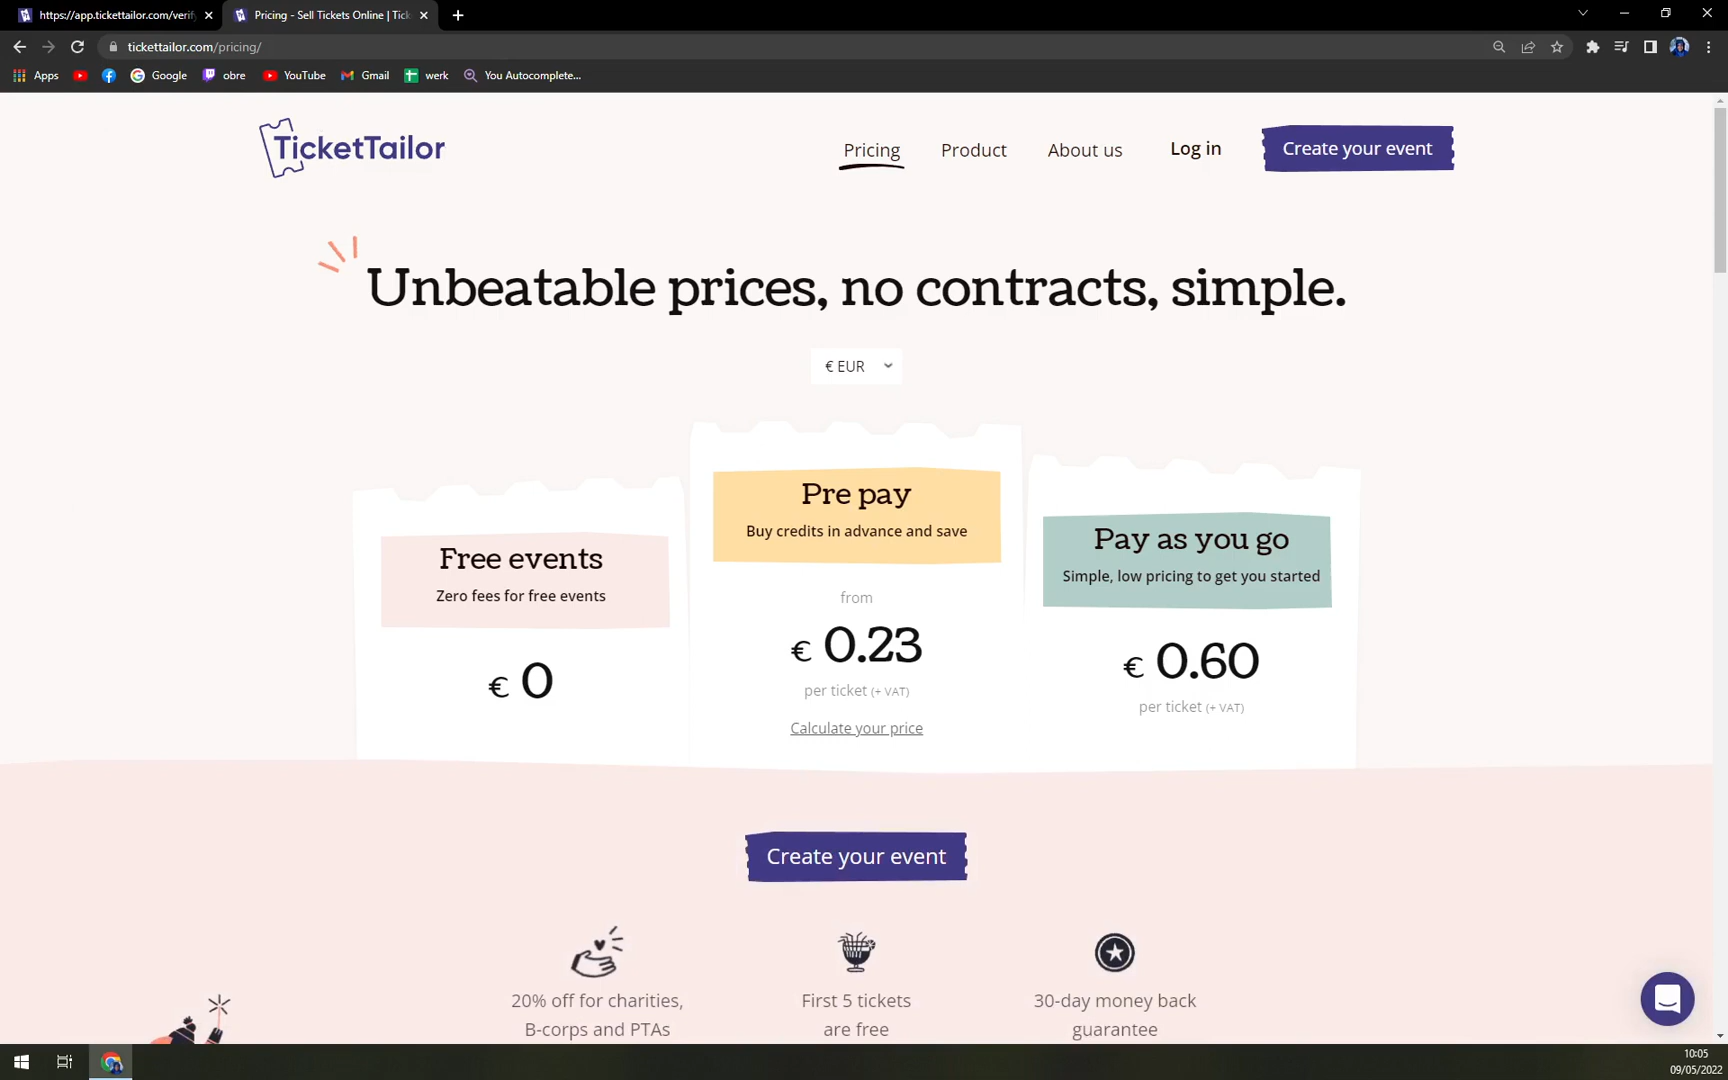 https://app.tickettailor.com/verif
Pricing - Sell Tickets Online | Tick
tickettailor.com/pricing/
Apps
Google
obre
YouTube
Gmail
werk
You Autocomplete...
TicketTailor
Pricing
Product
About us
Log in
Create your event
Unbeatable prices, no contracts, simple.
€ EUR
Free events
Zero fees for free events
€ 0
Pre pay
Buy credits in advance and save
from
€ 0.23
per ticket (+ VAT)
Calculate your price
Pay as you go
Simple, low pricing to get you started
€ 0.60
per ticket (+ VAT)
Create your event
20% off for charities,
B-corps and PTAs
First 5 tickets
are free
30-day money back
guarantee
10:05
09/05/2022